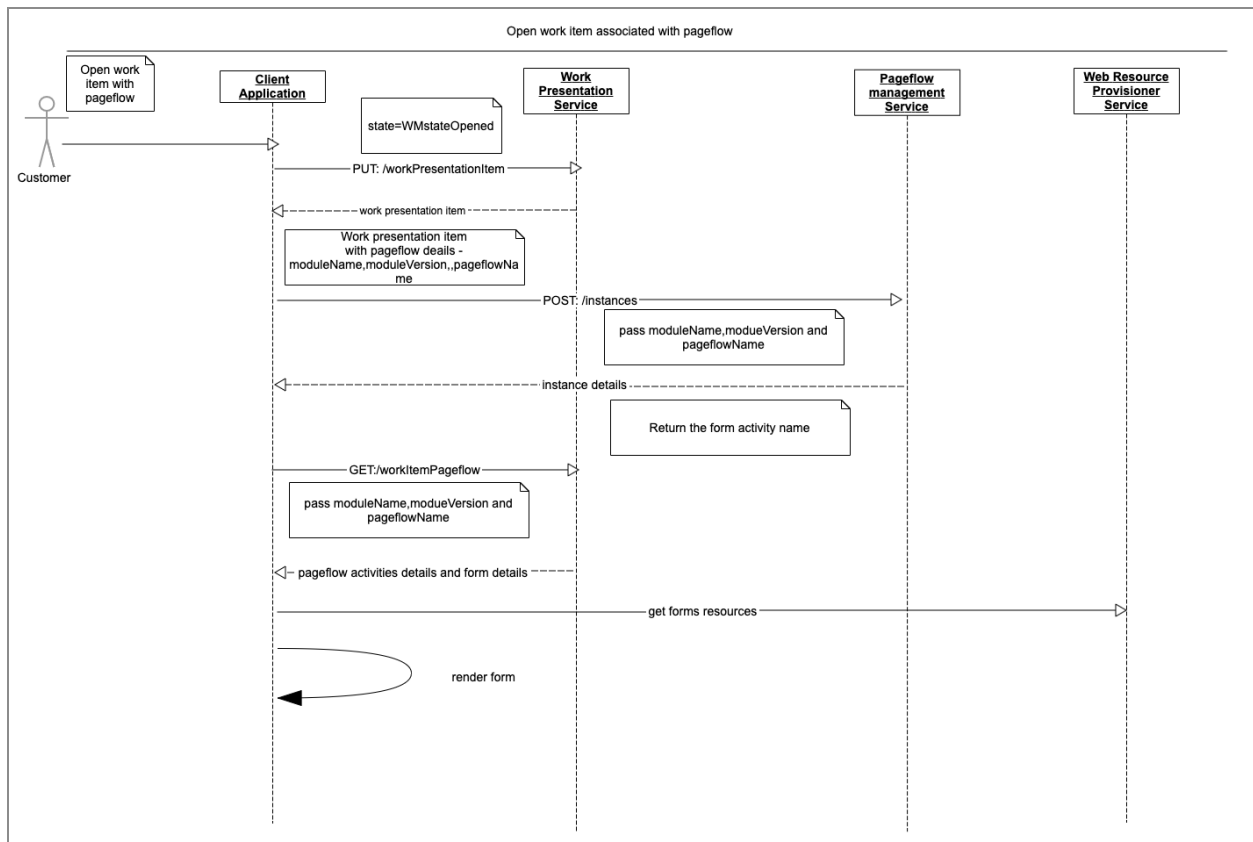 Open work item associated with pageflow
Open work
item with
pageflow
Client
Application
Work
Presentation
Service
Pageflow
management
Service
Web Resource
Provisioner
Service
state=WMstateOpened
Customer
PUT: /workPresentationItem
work presentation item
Work presentation item
with pageflow deails -
moduleName,moduleVersion,,pageflowNa
me
POST: /instances
pass moduleName,modueVersion and
pageflowName
instance details
Return the form activity name
GET:/workItemPageflow
pass moduleName,modueVersion and
pageflowName
pageflow activities details and form details
get forms resources
render form